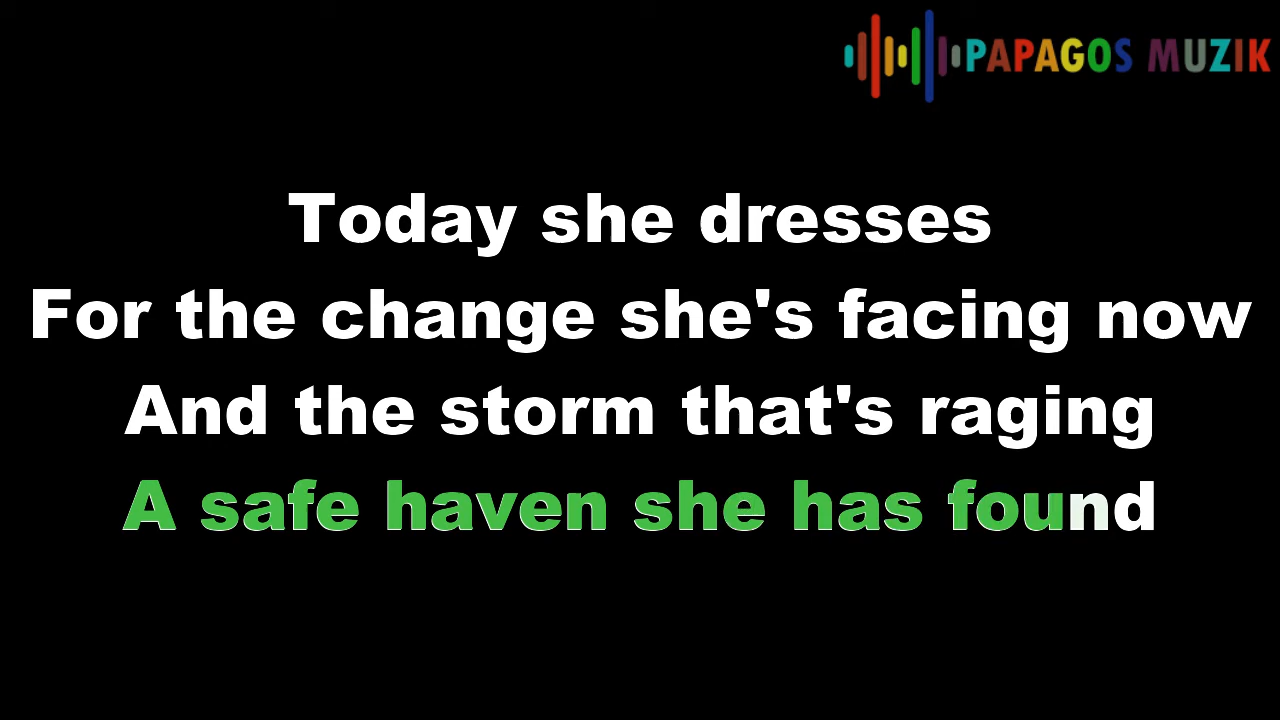 PAPAGOS MUZIK
Today she dresses
For the change she's facing now
And the storm that's raging
A safe haven she has found